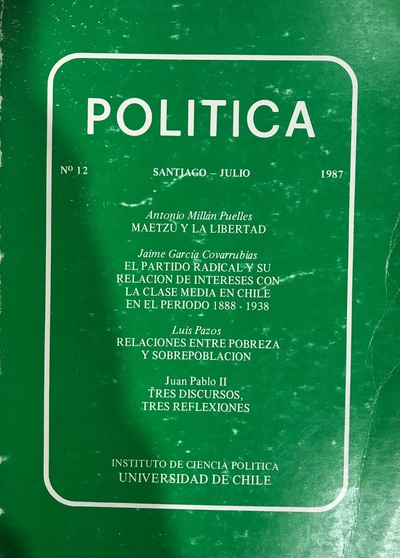 POLITICA
Nº 12 SANTIAGO – JULIO 1987
Antonio Millán Puelles
MAETZU Y LA LIBERTAD
Jaime García Covarrubias
EL PARTIDO RADICAL Y SU
RELACION DE INTERESES CON
LA CLASE MEDIA EN CHILE
EN EL PERIODO 1888 - 1938
Luis Pazos
RELACIONES ENTRE POBREZA
Y SOBREPOBLACION
Juan Pablo II
TRES DISCURSOS,
TRES REFLEXIONES
INSTITUTO DE CIENCIA POLITICA
UNIVERSIDAD DE CHILE